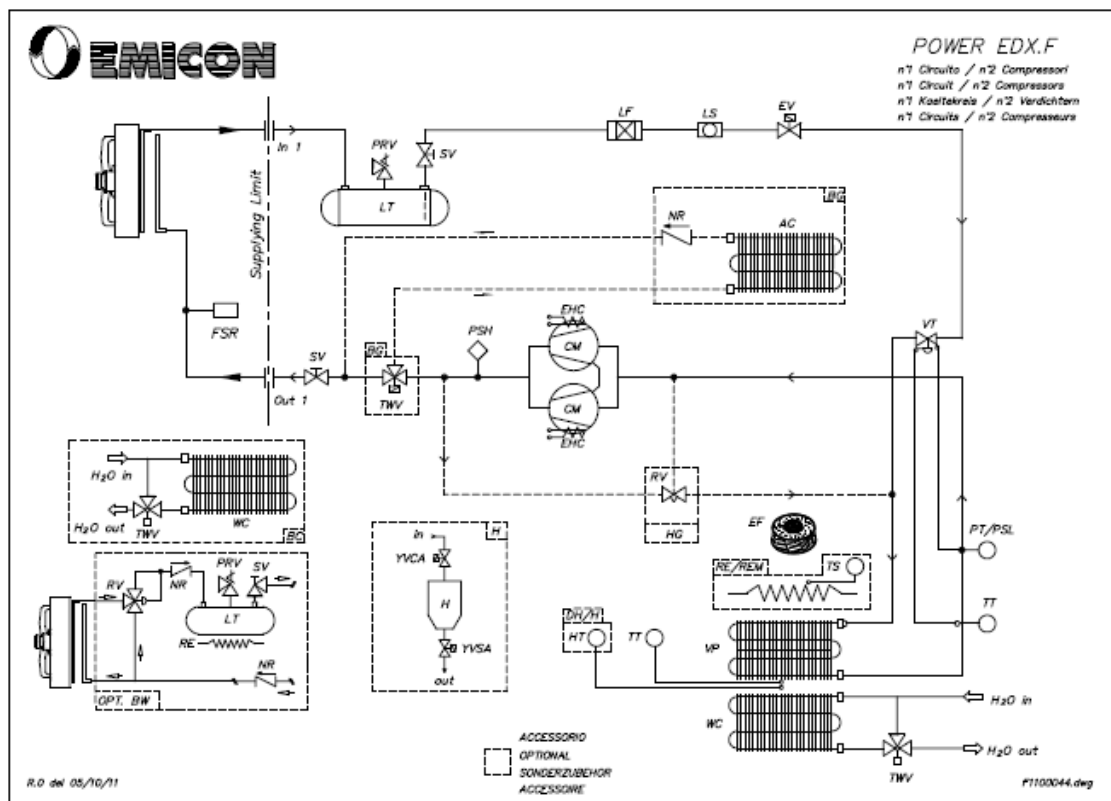 EMICON
POWER EDX.F
n°1 Circuito / n°2 Compressori
n°1 Circuit / n°2 Compressors
n°1 Kaeltekreis / n°2 Verdichtern
n°1 Circuits / n°2 Compresseurs
In 1
Supplying Limit
PRV
SV
LT
LF
LS
EV
BG
NR
AC
FSR
SV
Out 1
BG
TWV
PSH
EHC
CM
CM
EHC
VT
RV
HG
H₂O in
H₂O out
TWV
WC
BC
in
H
YVCA
H
YVSA
out
EF
RE/REM
TS
PT/PSL
TT
DH/H
HT
TT
VP
WC
H₂O in
H₂O out
TWV
RV
NR
PRV
SV
LT
RE
NR
OPT. BW
ACCESSORIO
OPTIONAL
SONDERZUBEHOR
ACCESSOIRE
R.0 del 05/10/11
F1100044.dwg